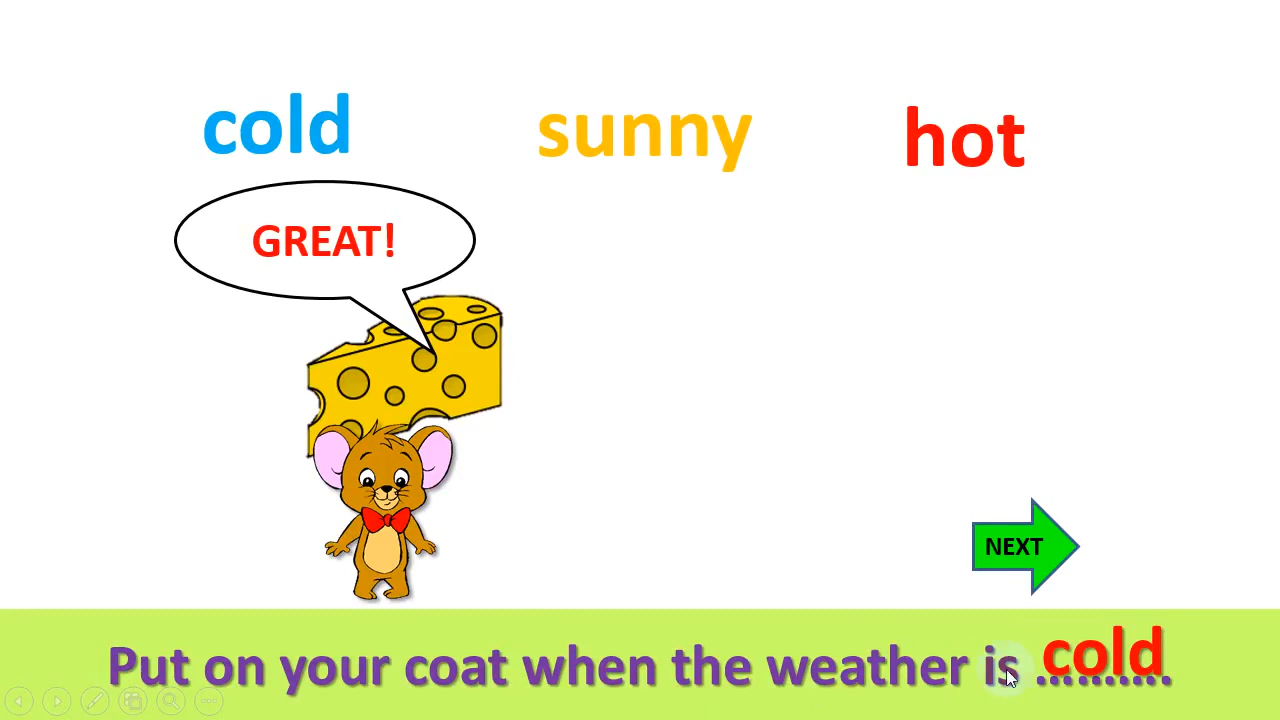 cold sunny hot
GREAT!
NEXT
Put on your coat when the weather is .......... cold